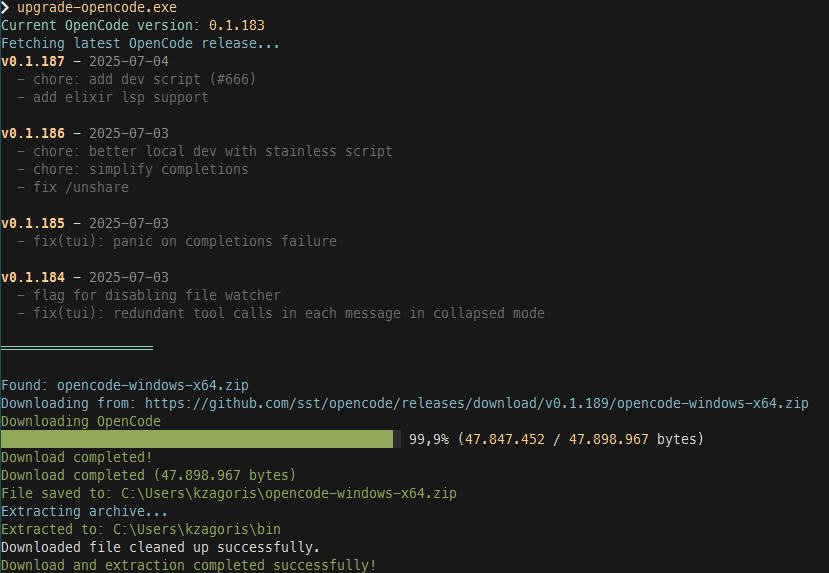 ❯ upgrade-opencode.exe
Current OpenCode version: 0.1.183
Fetching latest OpenCode release...
v0.1.187 – 2025-07-04
– chore: add dev script (#666)
– add elixir lsp support
v0.1.186 – 2025-07-03
– chore: better local dev with stainless script
– chore: simplify completions
– fix /unshare
v0.1.185 – 2025-07-03
– fix(tui): panic on completions failure
v0.1.184 – 2025-07-03
– flag for disabling file watcher
– fix(tui): redundant tool calls in each message in collapsed mode
═══════════════════
Found: opencode-windows-x64.zip
Downloading from: https://github.com/sst/opencode/releases/download/v0.1.189/opencode-windows-x64.zip
Downloading OpenCode
99,9% (47.847.452 / 47.898.967 bytes)
Download completed!
Download completed (47.898.967 bytes)
File saved to: C:\Users\kzagoris\opencode-windows-x64.zip
Extracting archive...
Extracted to: C:\Users\kzagoris\bin
Downloaded file cleaned up successfully.
Download and extraction completed successfully!